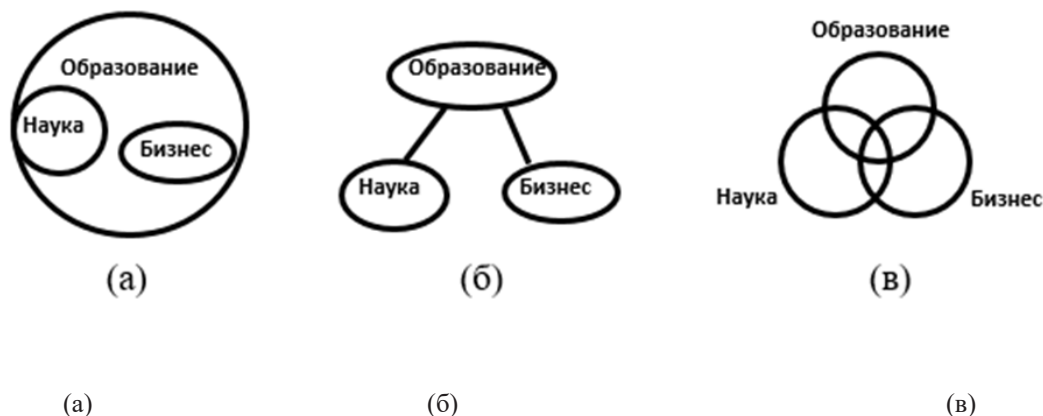 Образование
Наука
Бизнес
(а)
Образование
Наука
Бизнес
(б)
Образование
Наука
Бизнес
(в)
(а) (б) (в)